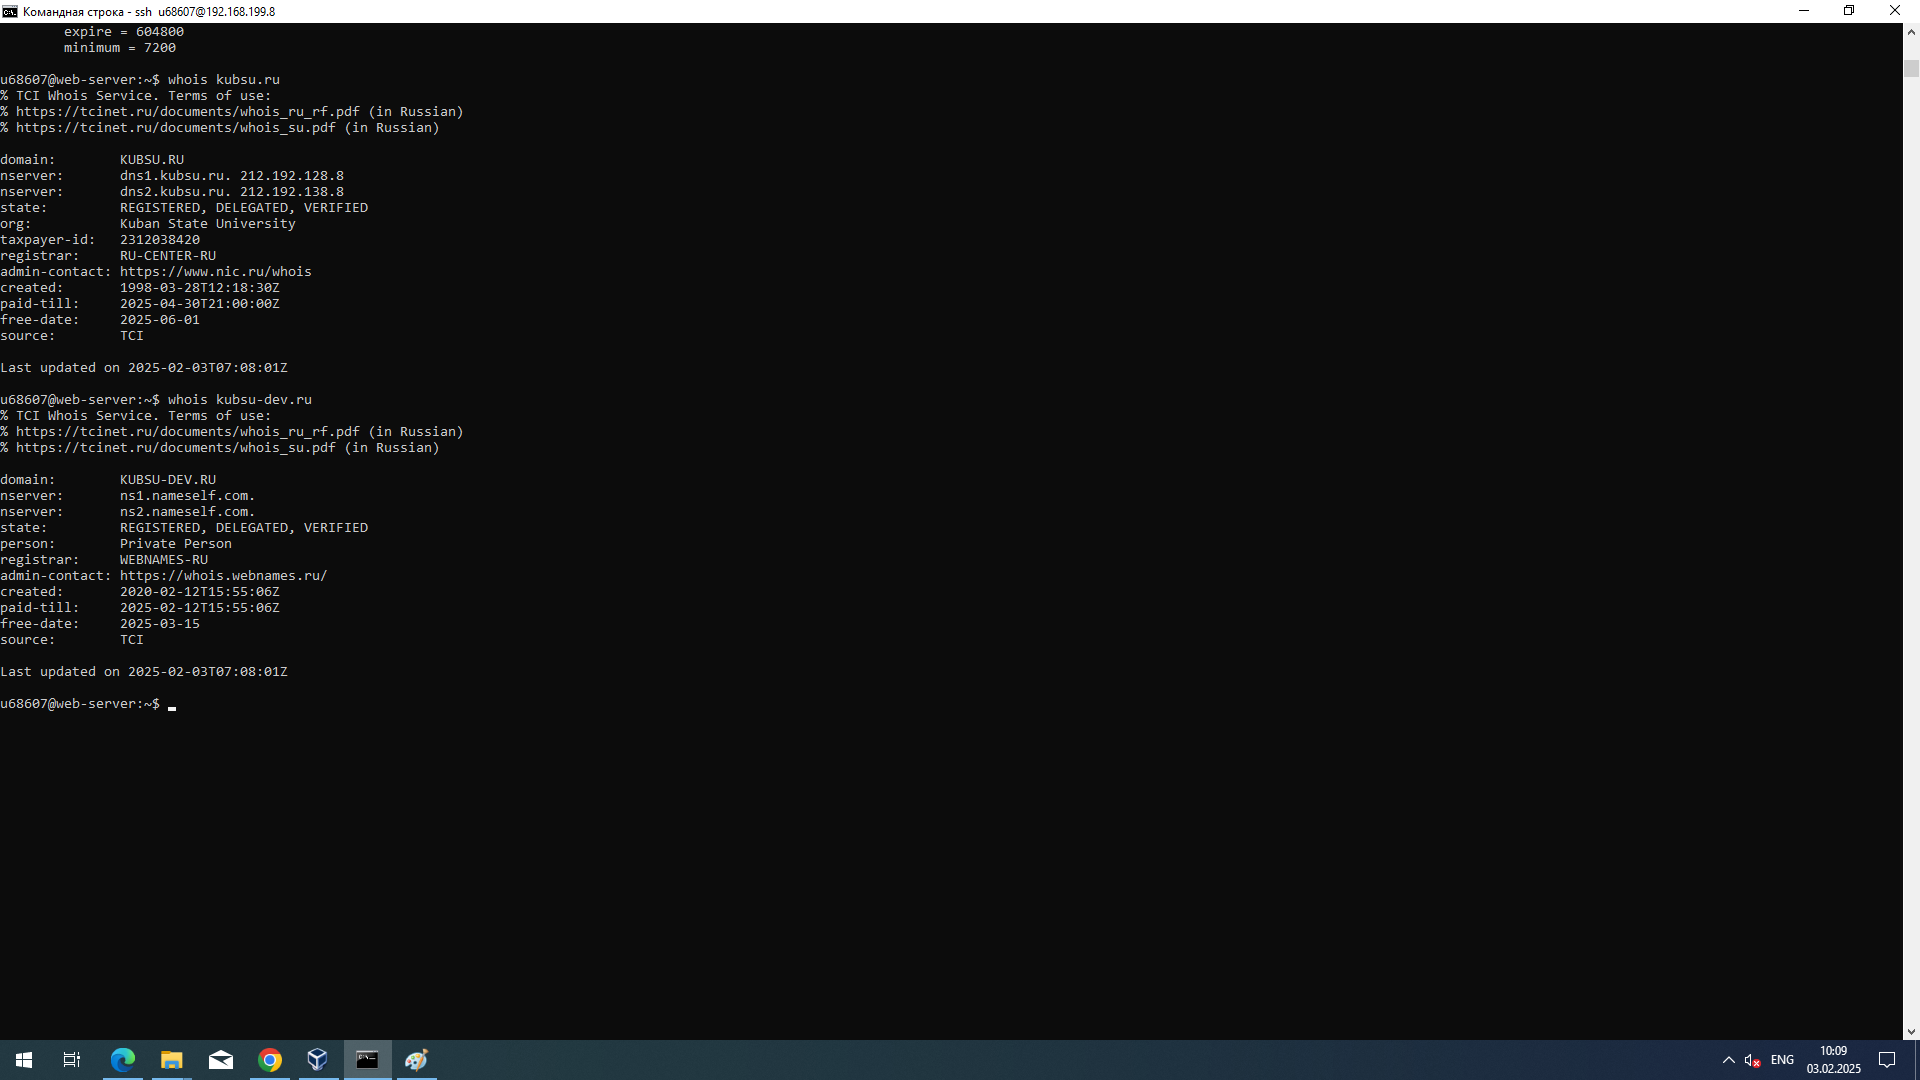 Командная строка - ssh  u68607@192.168.199.8
        expire = 604800
        minimum = 7200
u68607@web-server:~$ whois kubsu.ru
% TCI Whois Service. Terms of use:
% https://tcinet.ru/documents/whois_ru_rf.pdf (in Russian)
% https://tcinet.ru/documents/whois_su.pdf (in Russian)
domain:        KUBSU.RU
nserver:       dns1.kubsu.ru. 212.192.128.8
nserver:       dns2.kubsu.ru. 212.192.138.8
state:         REGISTERED, DELEGATED, VERIFIED
org:           Kuban State University
taxpayer-id:   2312038420
registrar:     RU-CENTER-RU
admin-contact: https://www.nic.ru/whois
created:       1998-03-28T12:18:30Z
paid-till:     2025-04-30T21:00:00Z
free-date:     2025-06-01
source:        TCI
Last updated on 2025-02-03T07:08:01Z
u68607@web-server:~$ whois kubsu-dev.ru
% TCI Whois Service. Terms of use:
% https://tcinet.ru/documents/whois_ru_rf.pdf (in Russian)
% https://tcinet.ru/documents/whois_su.pdf (in Russian)
domain:        KUBSU-DEV.RU
nserver:       ns1.nameself.com.
nserver:       ns2.nameself.com.
state:         REGISTERED, DELEGATED, VERIFIED
person:        Private Person
registrar:     WEBNAMES-RU
admin-contact: https://whois.webnames.ru/
created:       2020-02-12T15:55:06Z
paid-till:     2025-02-12T15:55:06Z
free-date:     2025-03-15
source:        TCI
Last updated on 2025-02-03T07:08:01Z
u68607@web-server:~$
ENG
10:09
03.02.2025